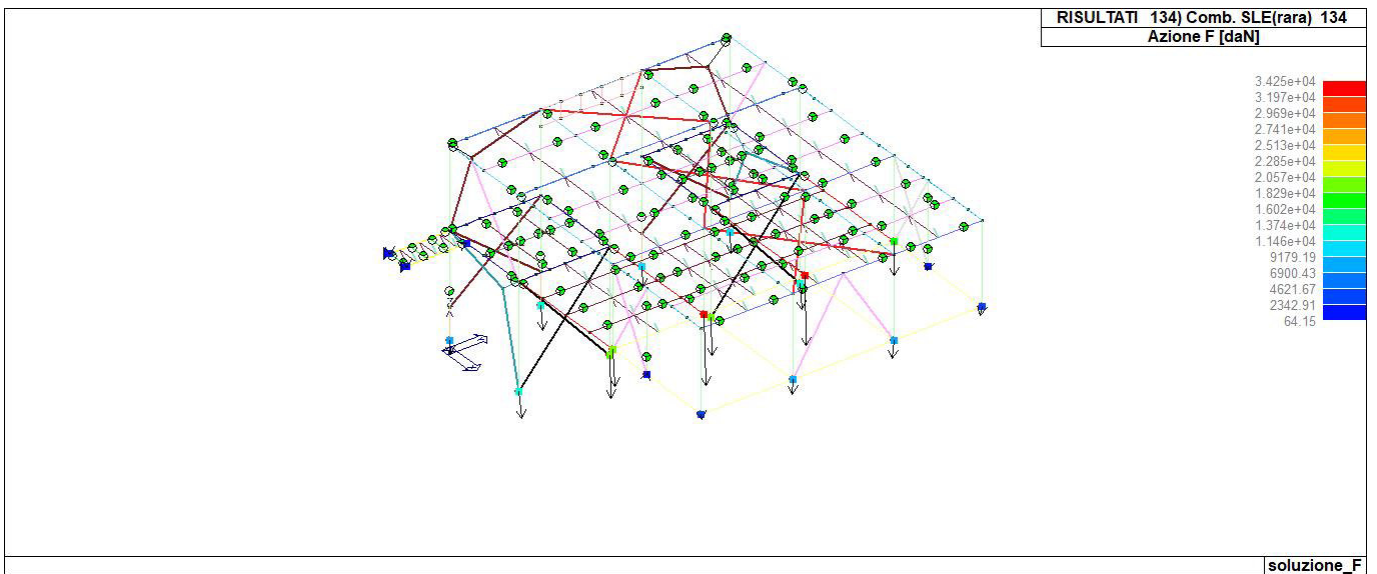 RISULTATI 134) Comb. SLE(rara) 134
Azione F [daN]
3.425e+04
3.197e+04
2.969e+04
2.741e+04
2.513e+04
2.285e+04
2.057e+04
1.829e+04
1.602e+04
1.374e+04
1.146e+04
9179.19
6900.43
4621.67
2342.91
64.15
soluzione_F